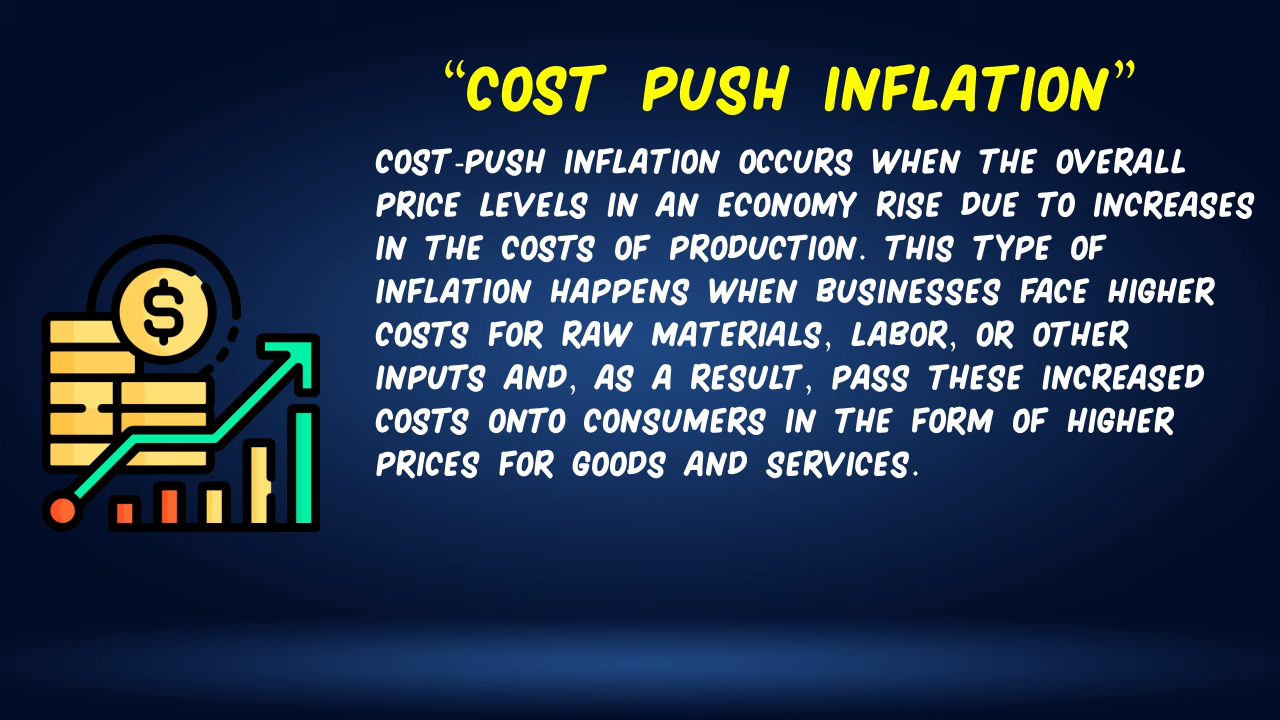 “COST PUSH INFLATION”
COST-PUSH INFLATION OCCURS WHEN THE OVERALL
PRICE LEVELS IN AN ECONOMY RISE DUE TO INCREASES
IN THE COSTS OF PRODUCTION. THIS TYPE OF
INFLATION HAPPENS WHEN BUSINESSES FACE HIGHER
COSTS FOR RAW MATERIALS, LABOR, OR OTHER
INPUTS AND, AS A RESULT, PASS THESE INCREASED
COSTS ONTO CONSUMERS IN THE FORM OF HIGHER
PRICES FOR GOODS AND SERVICES.
$